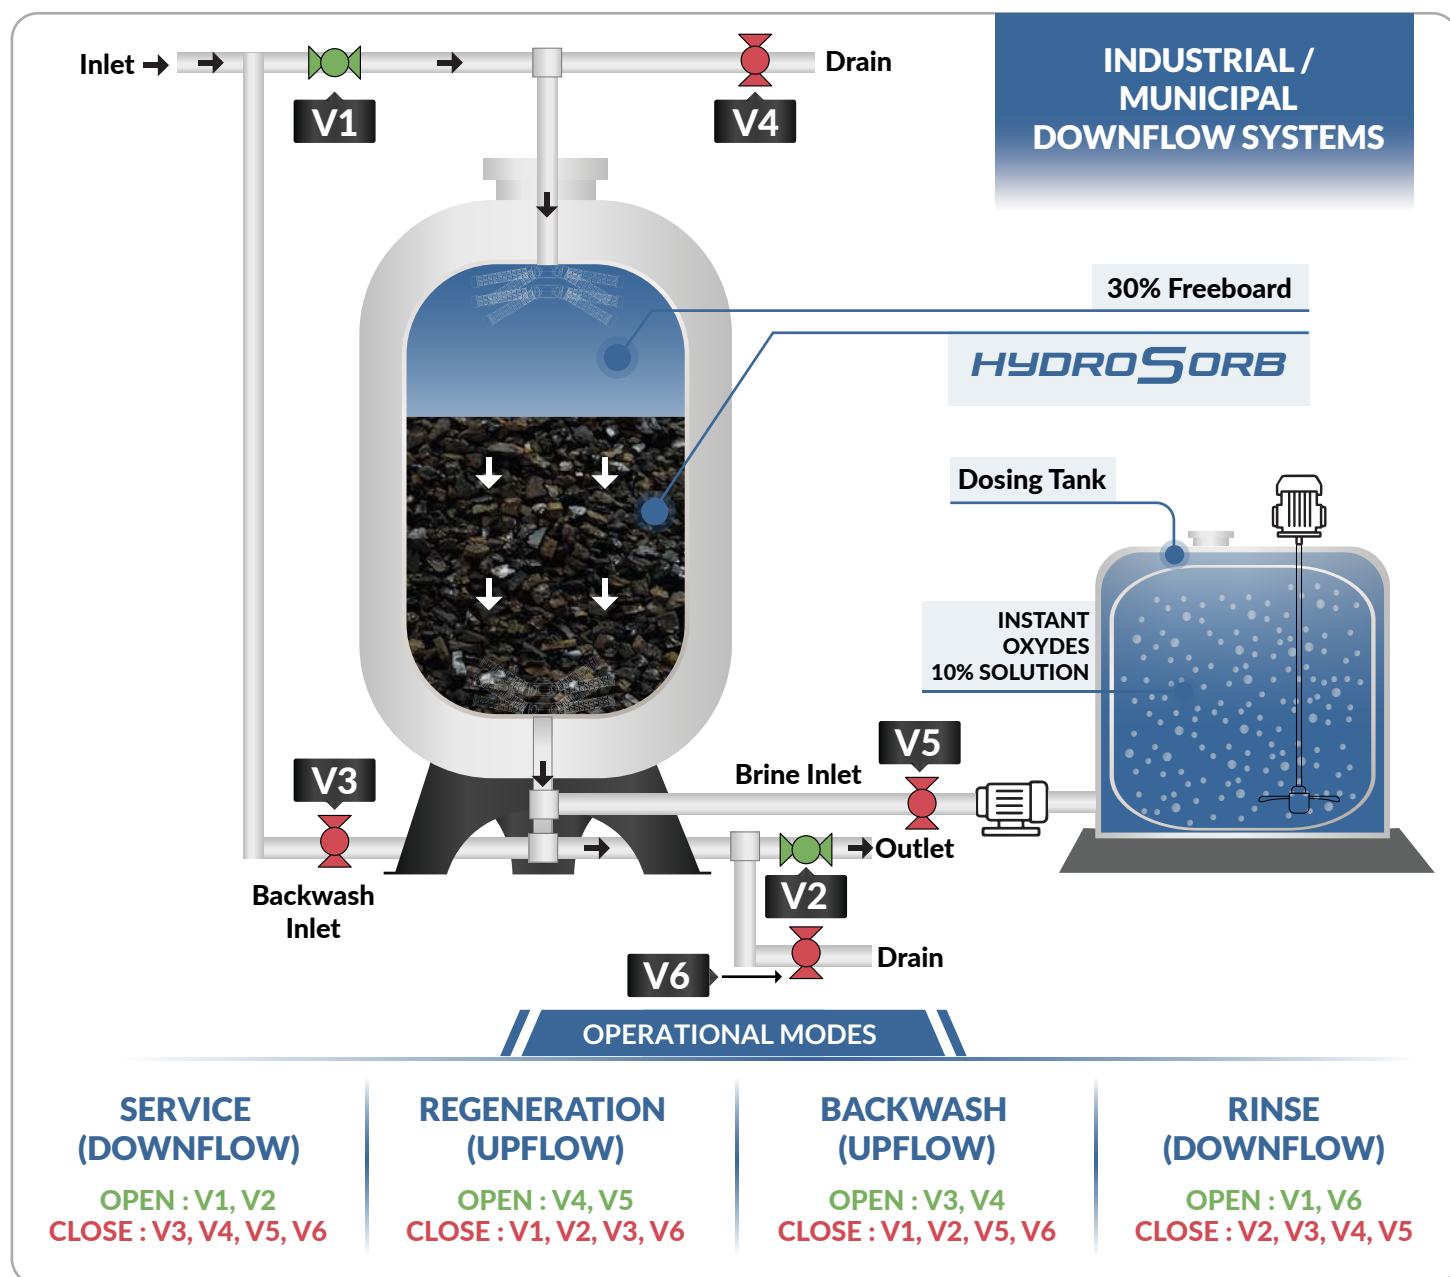 Inlet
V1
V4
Drain
INDUSTRIAL /
MUNICIPAL
DOWNFLOW SYSTEMS
30% Freeboard
HYDROSORB
Dosing Tank
INSTANT
OXYDES
10% SOLUTION
V5
Brine Inlet
V3
Outlet
Backwash
Inlet
V2
V6
Drain
OPERATIONAL MODES
SERVICE
(DOWNFLOW)
OPEN : V1, V2
CLOSE : V3, V4, V5, V6
REGENERATION
(UPFLOW)
OPEN : V4, V5
CLOSE : V1, V2, V3, V6
BACKWASH
(UPFLOW)
OPEN : V3, V4
CLOSE : V1, V2, V5, V6
RINSE
(DOWNFLOW)
OPEN : V1, V6
CLOSE : V2, V3, V4, V5